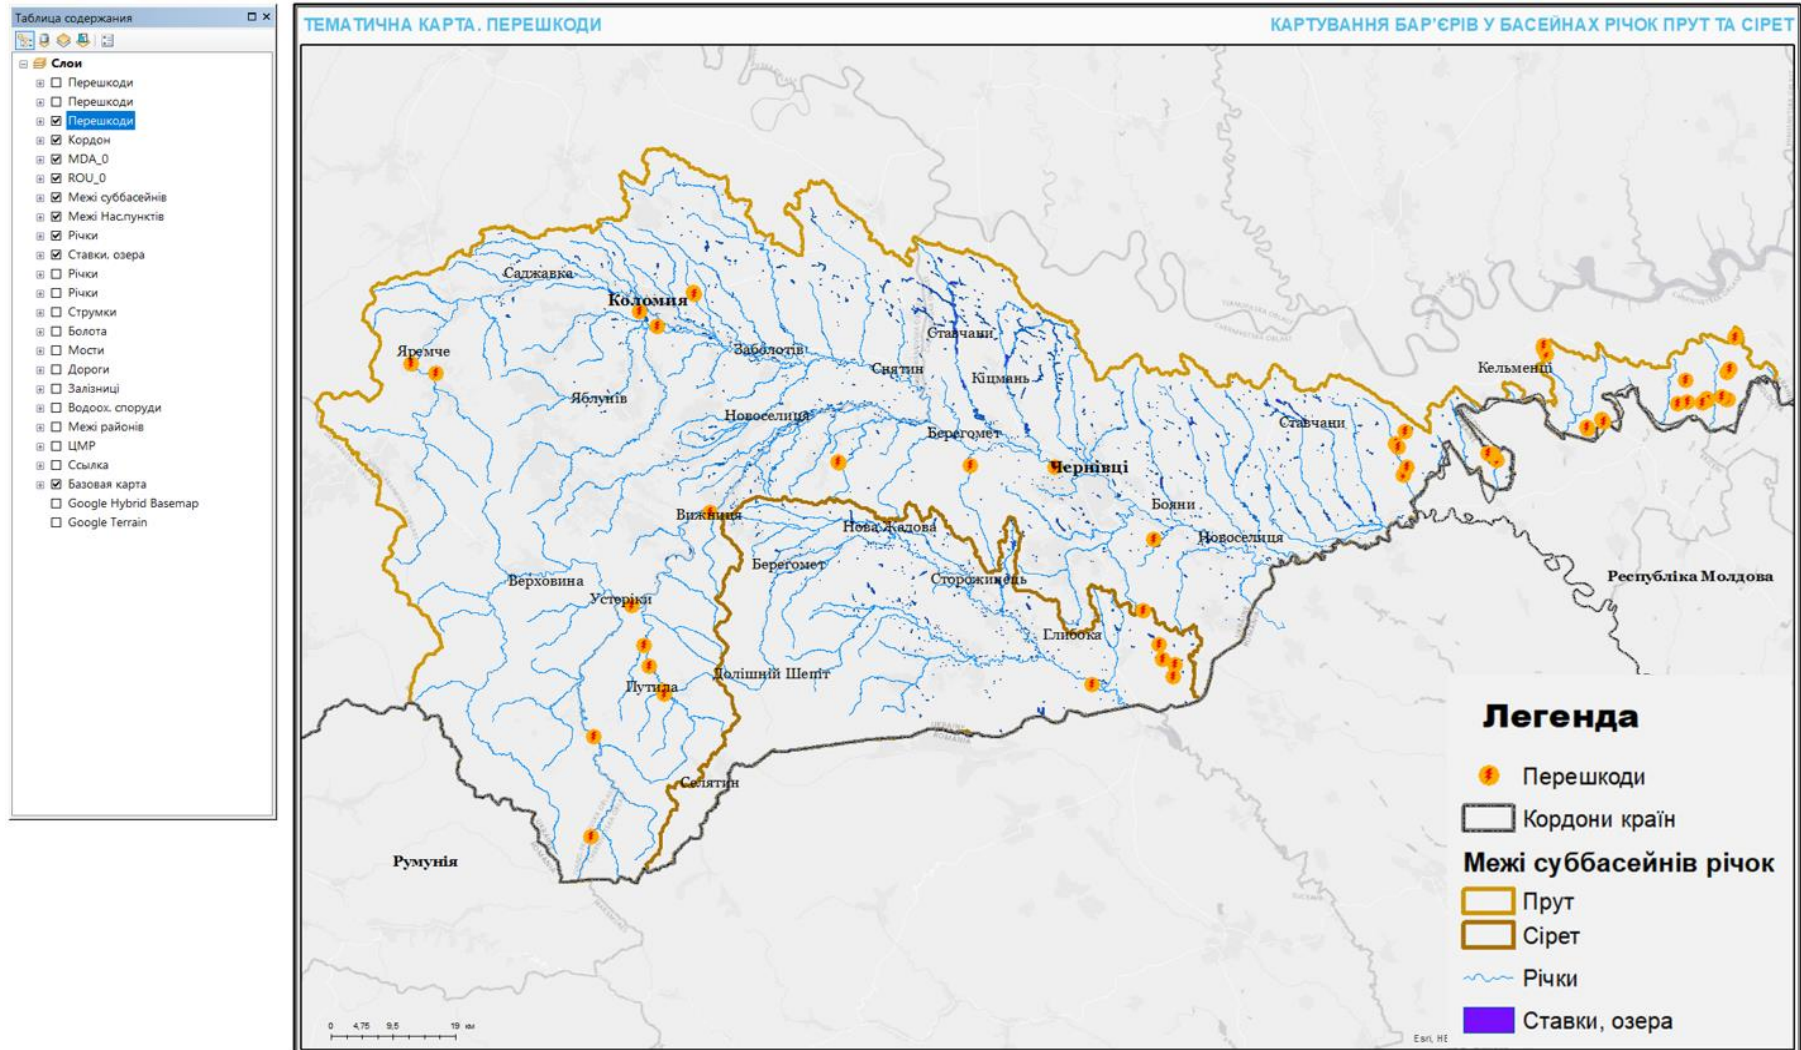 Таблица содержания
Слои
Перешкоди
Перешкоди
Перешкоди
Кордон
MDA_0
ROU_0
Межі суббасейнів
Межі Нас.пунктів
Річки
Ставки, озера
Річки
Річки
Струмки
Болота
Мости
Дороги
Залізниці
Водоох. споруди
Межі районів
ЦМР
Ссылка
Базовая карта
Google Hybrid Basemap
Google Terrain
ТЕМАТИЧНА КАРТА. ПЕРЕШКОДИ
КАРТУВАННЯ БАР'ЄРІВ У БАСЕЙНАХ РІЧОК ПРУТ ТА СІРЕТ
Саджавка
Коломия
Ставчани
Яремче
Заболотів
Снятин
Кельменці
Кіцмань
Яблунів
Новоселиця
Ставчани
Берегомет
Чернівці
Вижниця
Бояни
Нова Жадова
Новоселиця
Берегомет
Верховина
Сторожинець
Республіка Молдова
Устеріки
Глибока
Долішній Шепіт
Путила
UKRAINE
ROMANIA
Селятин
Румунія
Легенда
Перешкоди
Кордони країн
Межі суббасейнів річок
Прут
Сірет
Річки
Ставки, озера
0 4,75 9,5 19 км
Esri, HE